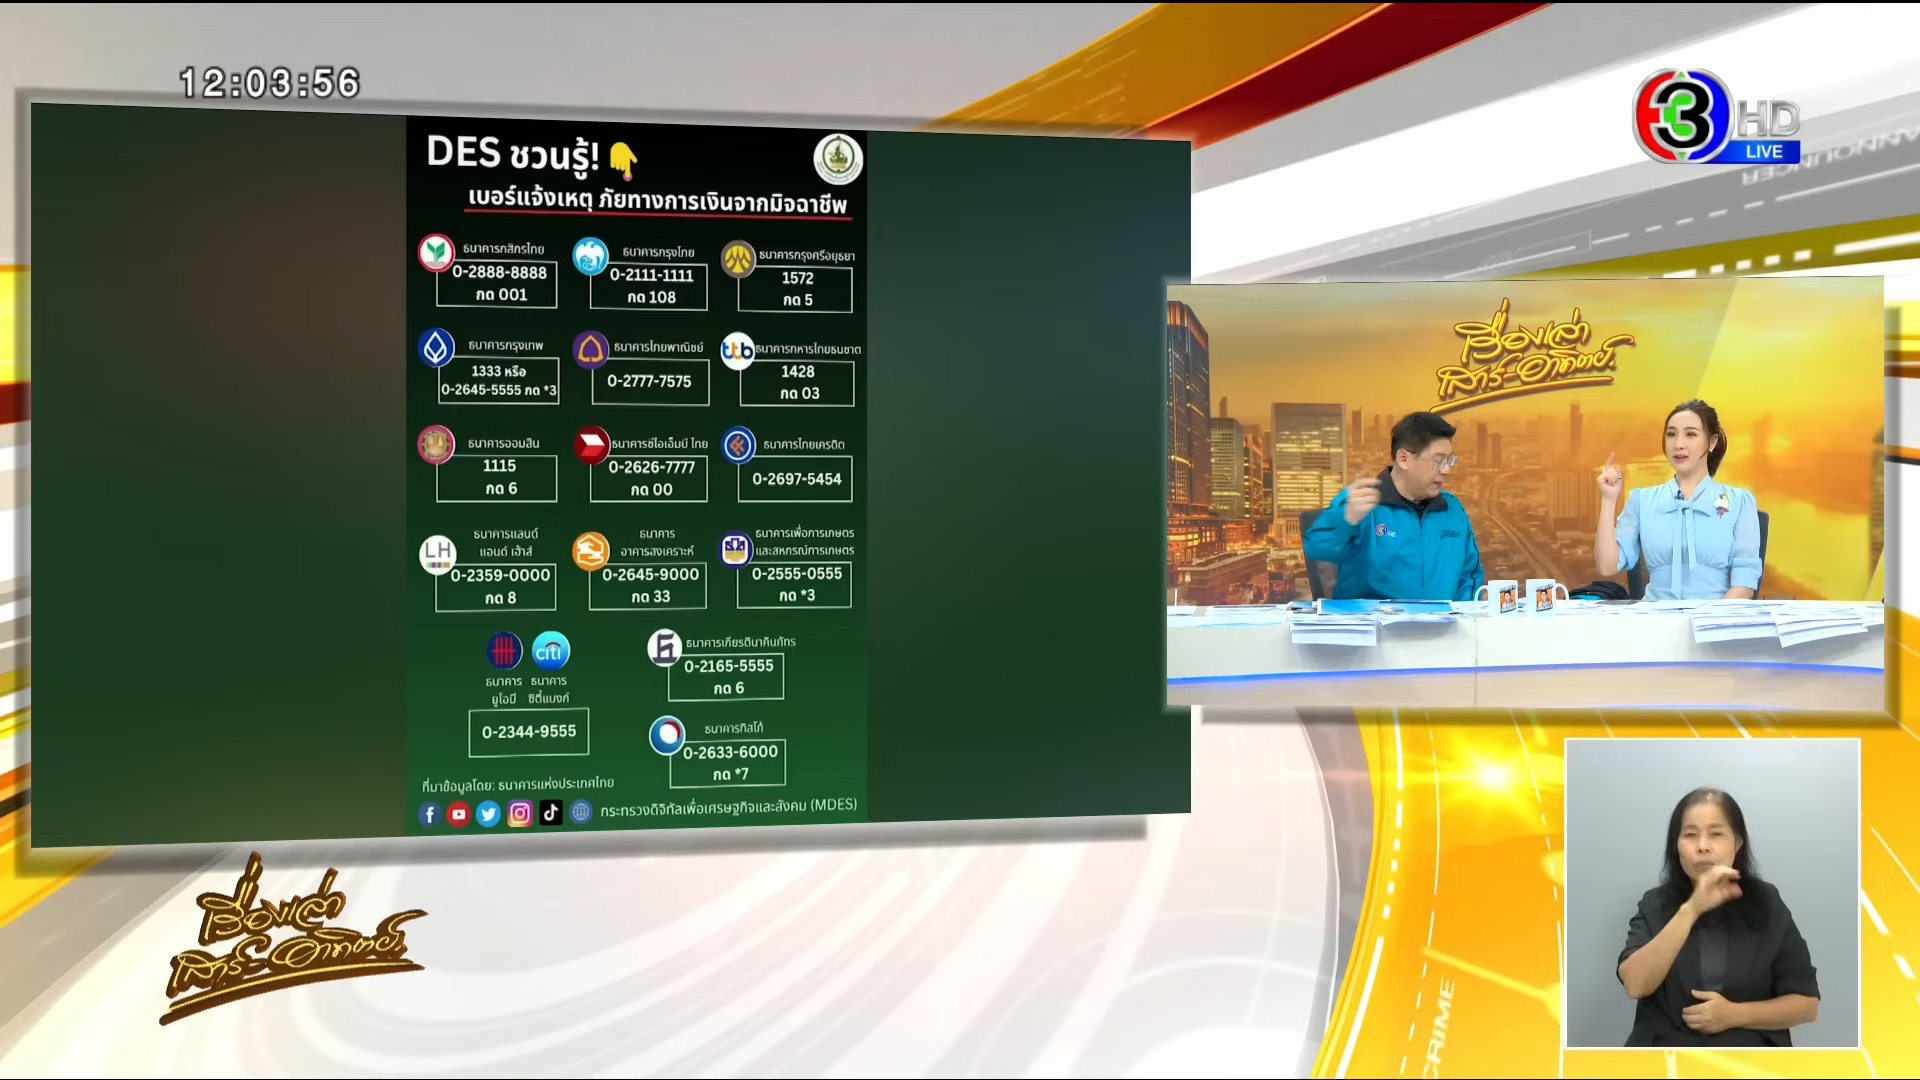 12:03:56
3 HD
LIVE
ANNOUNCER
DES ชวนรู้!
เบอร์แจ้งเหตุ ภัยทางการเงินจากมิจฉาชีพ
ธนาคารกสิกรไทย
0-2888-8888
กด 001
ธนาคารกรุงไทย
0-2111-1111
กด 108
ธนาคารกรุงศรีอยุธยา
1572
กด 5
ธนาคารกรุงเทพ
1333 หรือ
0-2645-5555 กด *3
ธนาคารไทยพาณิชย์
0-2777-7575
ttb
ธนาคารทหารไทยธนชาต
1428
กด 03
ธนาคารออมสิน
1115
กด 6
ธนาคารซีไอเอ็มบี ไทย
0-2626-7777
กด 00
ธนาคารไทยเครดิต
0-2697-5454
LH
ธนาคารแลนด์
แอนด์ เฮ้าส์
0-2359-0000
กด 8
ธนาคาร
อาคารสงเคราะห์
0-2645-9000
กด 33
ธนาคารเพื่อการเกษตร
และสหกรณ์การเกษตร
0-2555-0555
กด *3
ธนาคาร
ยูโอบี
citi
ธนาคาร
ซิตี้แบงก์
0-2344-9555
ธนาคารเกียรตินาคินภัทร
0-2165-5555
กด 6
ธนาคารทิสโก้
0-2633-6000
กด *7
ที่มาข้อมูลโดย: ธนาคารแห่งประเทศไทย
กระทรวงดิจิทัลเพื่อเศรษฐกิจและสังคม (MDES)
เรื่องเล่า
เสาร์-อาทิตย์
เรื่องเล่า
เสาร์-อาทิตย์
CRIME